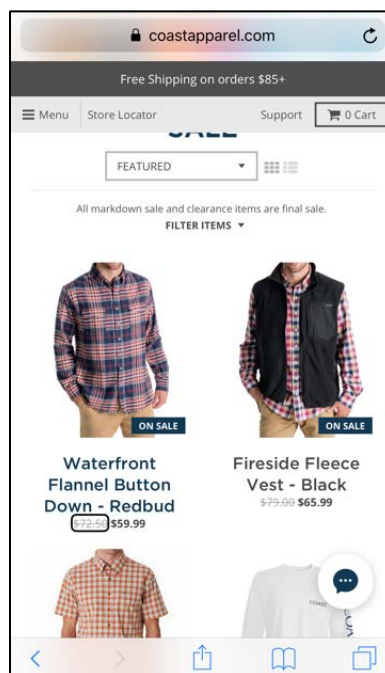 coastapparel.com
Free Shipping on orders $85+
Menu Store Locator Support 0 Cart
SALE
FEATURED
All markdown sale and clearance items are final sale.
FILTER ITEMS
ON SALE ON SALE
Waterfront Flannel Button Down - Redbud
$72.50 $59.99
Fireside Fleece Vest - Black
$79.00 $65.99
COAST